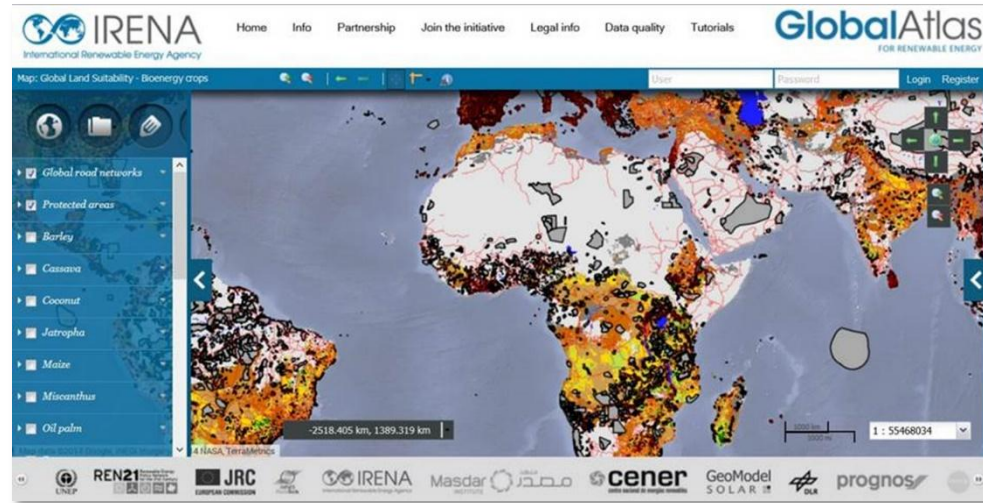 IRENA
International Renewable Energy Agency
Home Info Partnership Join the initiative Legal info Data quality Tutorials
GlobalAtlas
FOR RENEWABLE ENERGY
Map: Global Land Suitability - Bioenergy crops
User Password Login Register
Global road networks
Protected areas
Barley
Cassava
Coconut
Jatropha
Maize
Miscanthus
Oil palm
-2518.405 km, 1389.319 km
1000 km
1000 mi
1 : 55468034
4 NASA, TerraMetrics
UNEP
REN21
JRC
EUROPEAN COMMISSION
IRENA
International Renewable Energy Agency
Masdar مصدر
INSTITUTE
cener
GeoModel
SOLAR
DLR
prognos